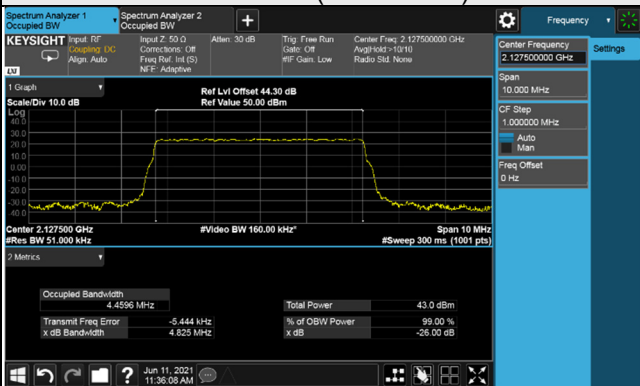 Spectrum Analyzer 1
Occupied BW
Spectrum Analyzer 2
Occupied BW
+
Frequency
KEYSIGHT
Input: RF
Coupling: DC
Align: Auto
Input Z: 50 Ω
Corrections: Off
Freq Ref: Int (S)
NFE: Adaptive
Atten: 30 dB
Trig: Free Run
Gate: Off
#IF Gain: Low
Center Freq: 2.127500000 GHz
Avg|Hold:>10/10
Radio Std: None
LXI
Center Frequency
2.127500000 GHz
Settings
Span
10.000 MHz
CF Step
1.000000 MHz
Auto
Man
Freq Offset
0 Hz
1 Graph
Scale/Div 10.0 dB
Ref Lvl Offset 44.30 dB
Ref Value 50.00 dBm
Log
40.0
30.0
20.0
10.0
0.00
-10.0
-20.0
-30.0
-40.0
Center 2.127500 GHz
#Res BW 51.000 kHz
#Video BW 160.00 kHz*
Span 10 MHz
#Sweep 300 ms (1001 pts)
2 Metrics
Occupied Bandwidth
4.4596 MHz
Total Power 43.0 dBm
Transmit Freq Error -5.444 kHz
% of OBW Power 99.00 %
x dB Bandwidth 4.825 MHz
x dB -26.00 dB
?
Jun 11, 2021
11:36:08 AM